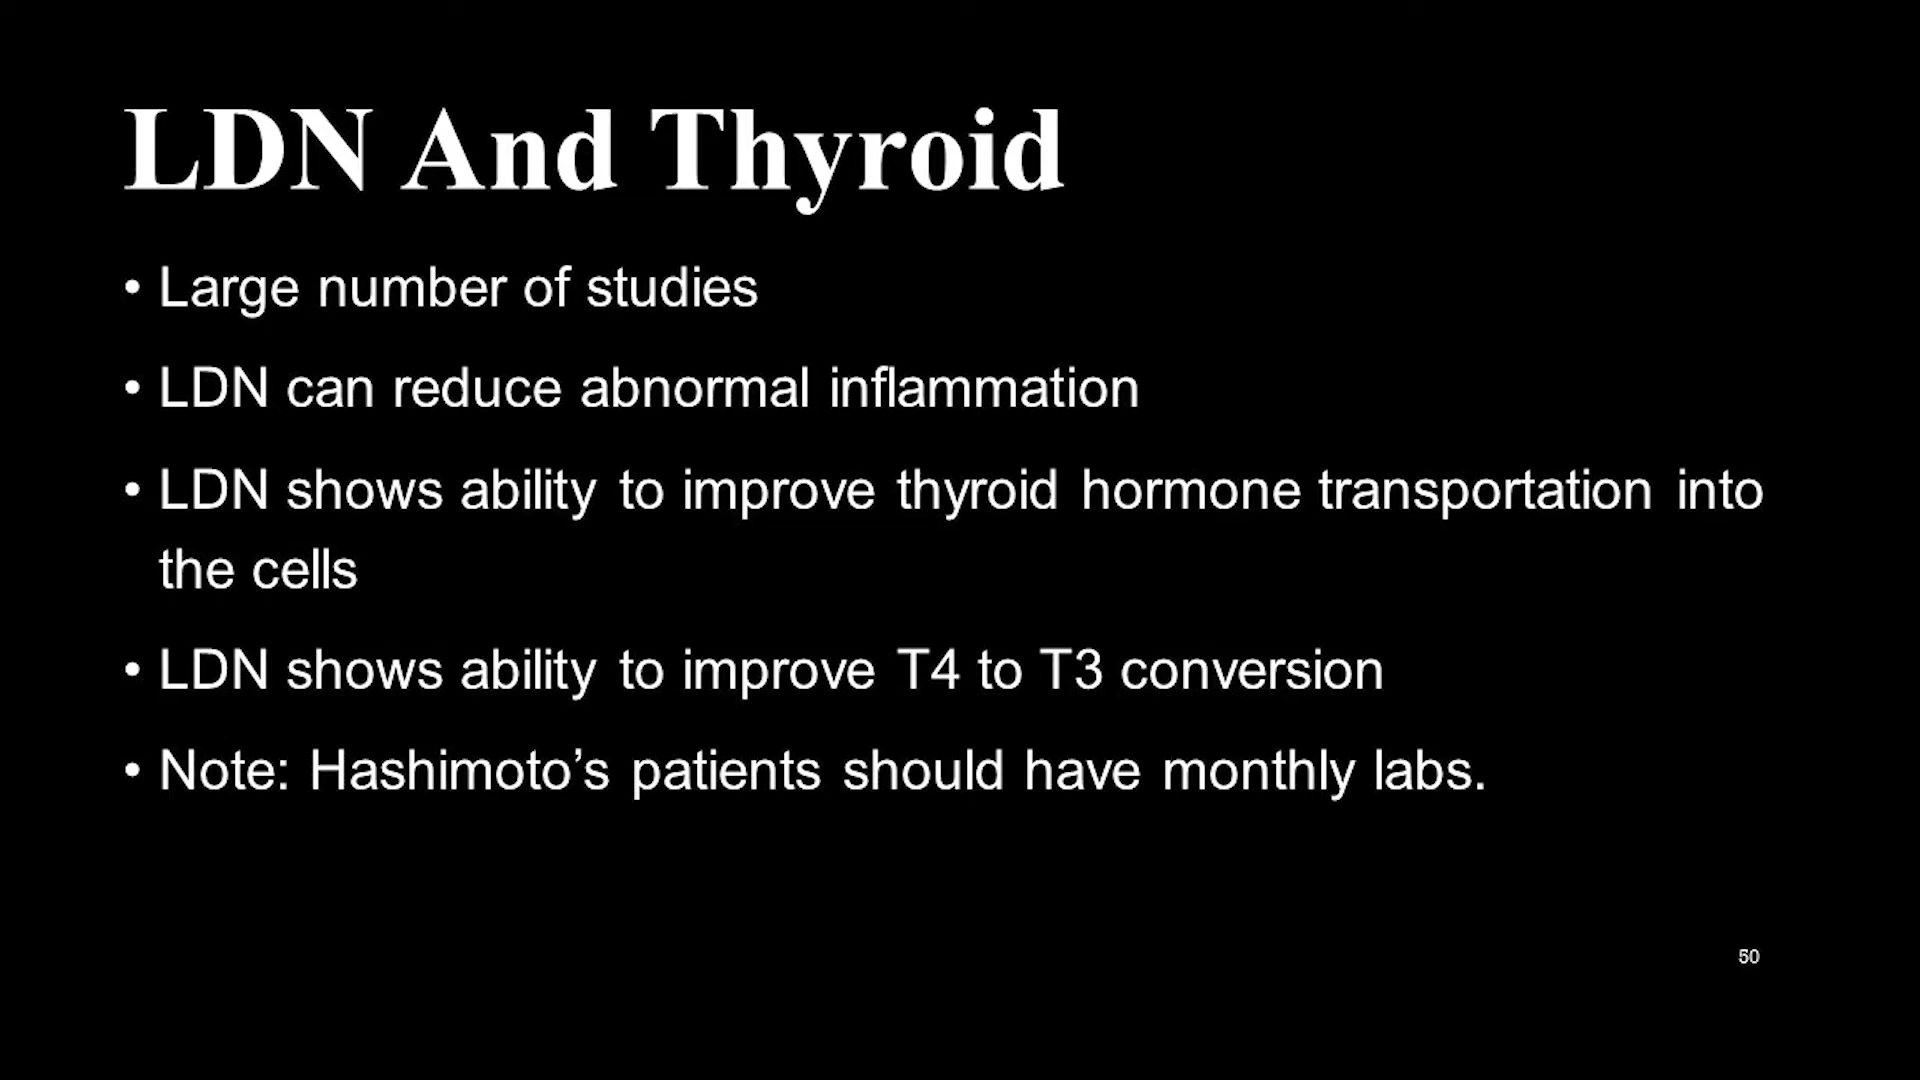 LDN And Thyroid
• Large number of studies
• LDN can reduce abnormal inflammation
• LDN shows ability to improve thyroid hormone transportation into
the cells
• LDN shows ability to improve T4 to T3 conversion
• Note: Hashimoto’s patients should have monthly labs.
50